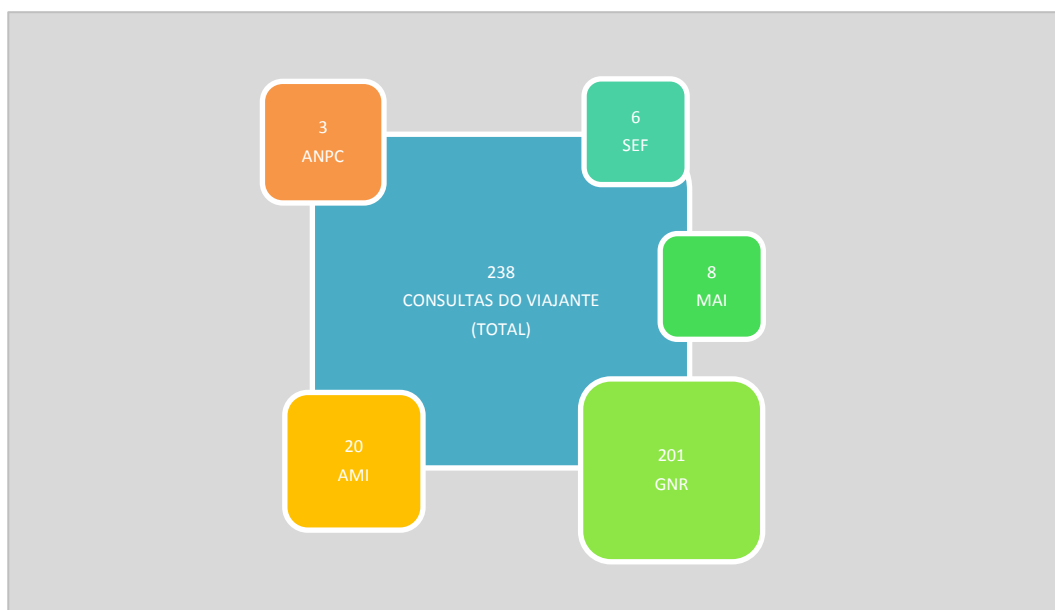 3
ANPC
6
SEF
238
CONSULTAS DO VIAJANTE
(TOTAL)
8
MAI
20
AMI
201
GNR